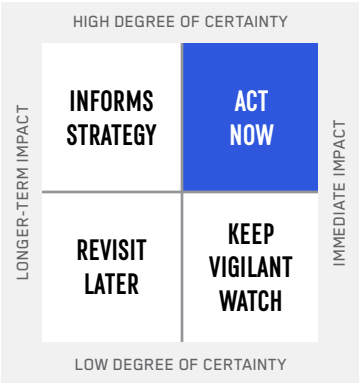 HIGH DEGREE OF CERTAINTY
LONGER-TERM IMPACT
INFORMS
STRATEGY
ACT
NOW
IMMEDIATE IMPACT
REVISIT
LATER
KEEP
VIGILANT
WATCH
LOW DEGREE OF CERTAINTY